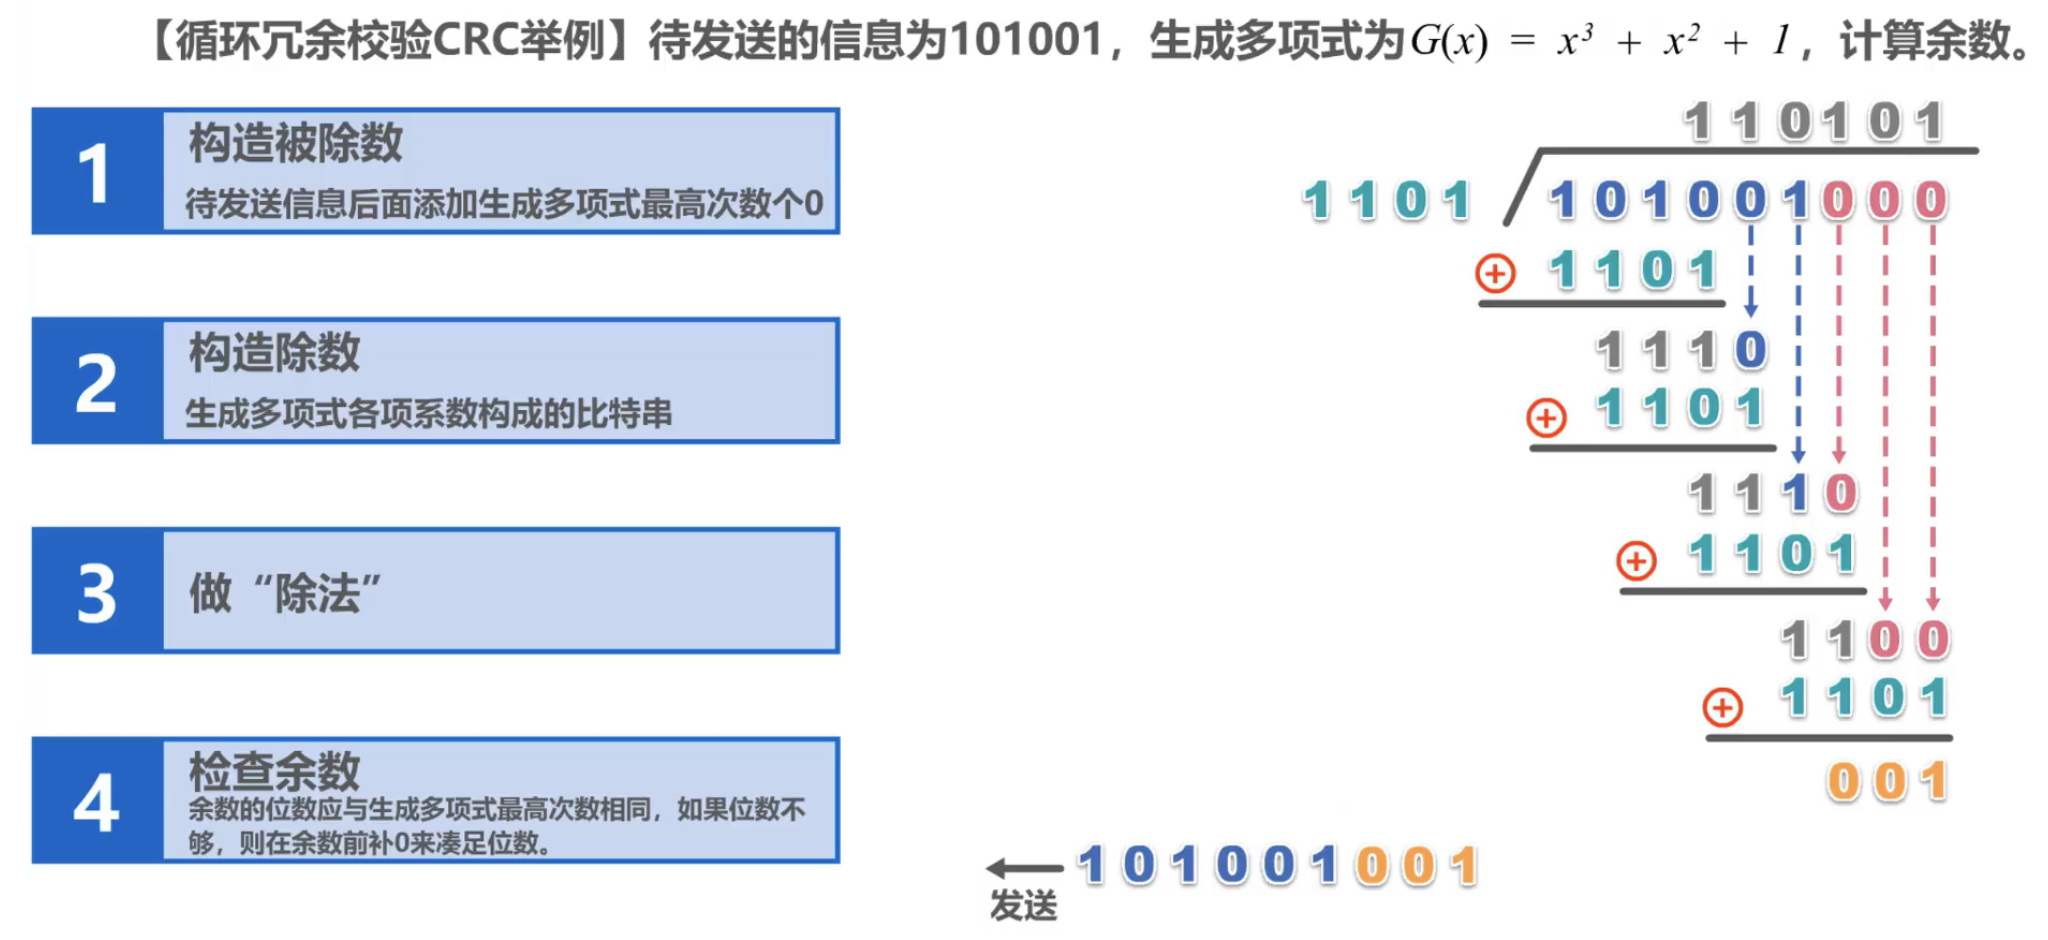 【循环冗余校验CRC举例】待发送的信息为101001，生成多项式为G(x) = x³ + x² + 1，计算余数。
1
构造被除数
待发送信息后面添加生成多项式最高次数个0
2
构造除数
生成多项式各项系数构成的比特串
3
做“除法”
4
检查余数
余数的位数应与生成多项式最高次数相同，如果位数不
够，则在余数前补0来凑足位数。
110101
1101 101001000
⊕ 1101
1110
⊕ 1101
1110
⊕ 1101
1100
⊕ 1101
001
101001001
发送